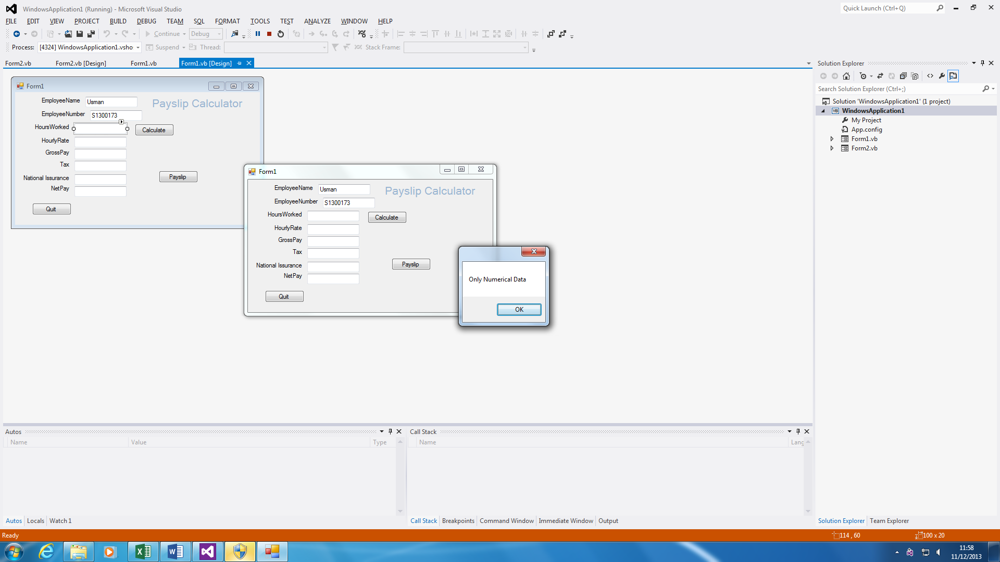 WindowsApplication1 (Running) - Microsoft Visual Studio
Quick Launch (Ctrl+Q)
FILE EDIT VIEW PROJECT BUILD DEBUG TEAM SQL FORMAT TOOLS TEST ANALYZE WINDOW HELP
Continue Debug
Process: [4324] WindowsApplication1.vsho Suspend Thread: Stack Frame:
Form2.vb Form2.vb [Design] Form1.vb Form1.vb [Design]
Form1
EmployeeName Usman Payslip Calculator
EmployeeNumber S1300173
HoursWorked Calculate
HourlyRate
GrossPay
Tax
Payslip
National Issurance
NetPay
Quit
Form1
EmployeeName Usman Payslip Calculator
EmployeeNumber S1300173
HoursWorked Calculate
HourlyRate
GrossPay
Tax
National Issurance Payslip
NetPay
Quit
Only Numerical Data
OK
Solution Explorer
Search Solution Explorer (Ctrl+;)
Solution 'WindowsApplication1' (1 project)
VB WindowsApplication1
My Project
App.config
Form1.vb
Form2.vb
Autos
Name Value Type
Call Stack
Name Lang
Autos Locals Watch 1
Call Stack Breakpoints Command Window Immediate Window Output
Solution Explorer Team Explorer
Ready 114 , 60 100 x 20
11:58
11/12/2013